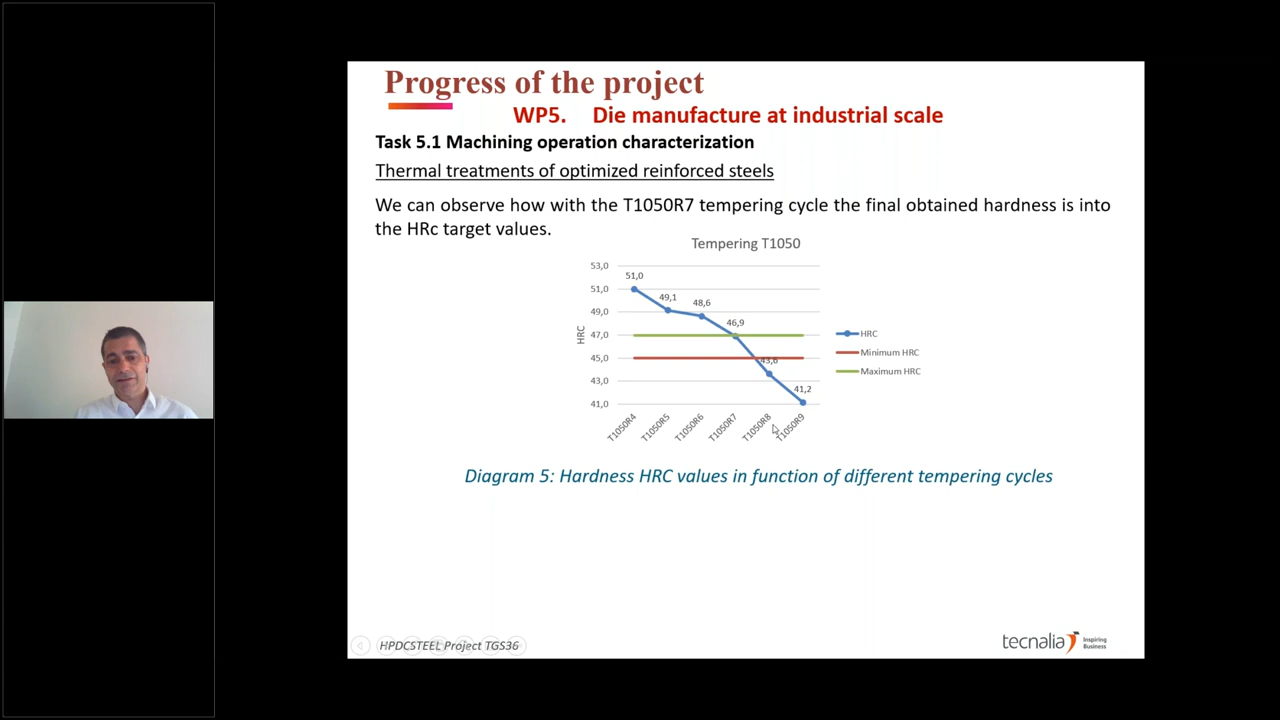 Progress of the project
WP5. Die manufacture at industrial scale
Task 5.1 Machining operation characterization
Thermal treatments of optimized reinforced steels
We can observe how with the T1050R7 tempering cycle the final obtained hardness is into
the HRc target values.
Tempering T1050
53,0
51,0
49,0
47,0
45,0
43,0
41,0
HRC
51,0
49,1
48,6
46,9
43,6
41,2
T1050R4
T1050R5
T1050R6
T1050R7
T1050R8
T1050R9
HRC
Minimum HRC
Maximum HRC
Diagram 5: Hardness HRC values in function of different tempering cycles
HPDCSTEEL Project TGS36
tecnalia
Inspiring
Business